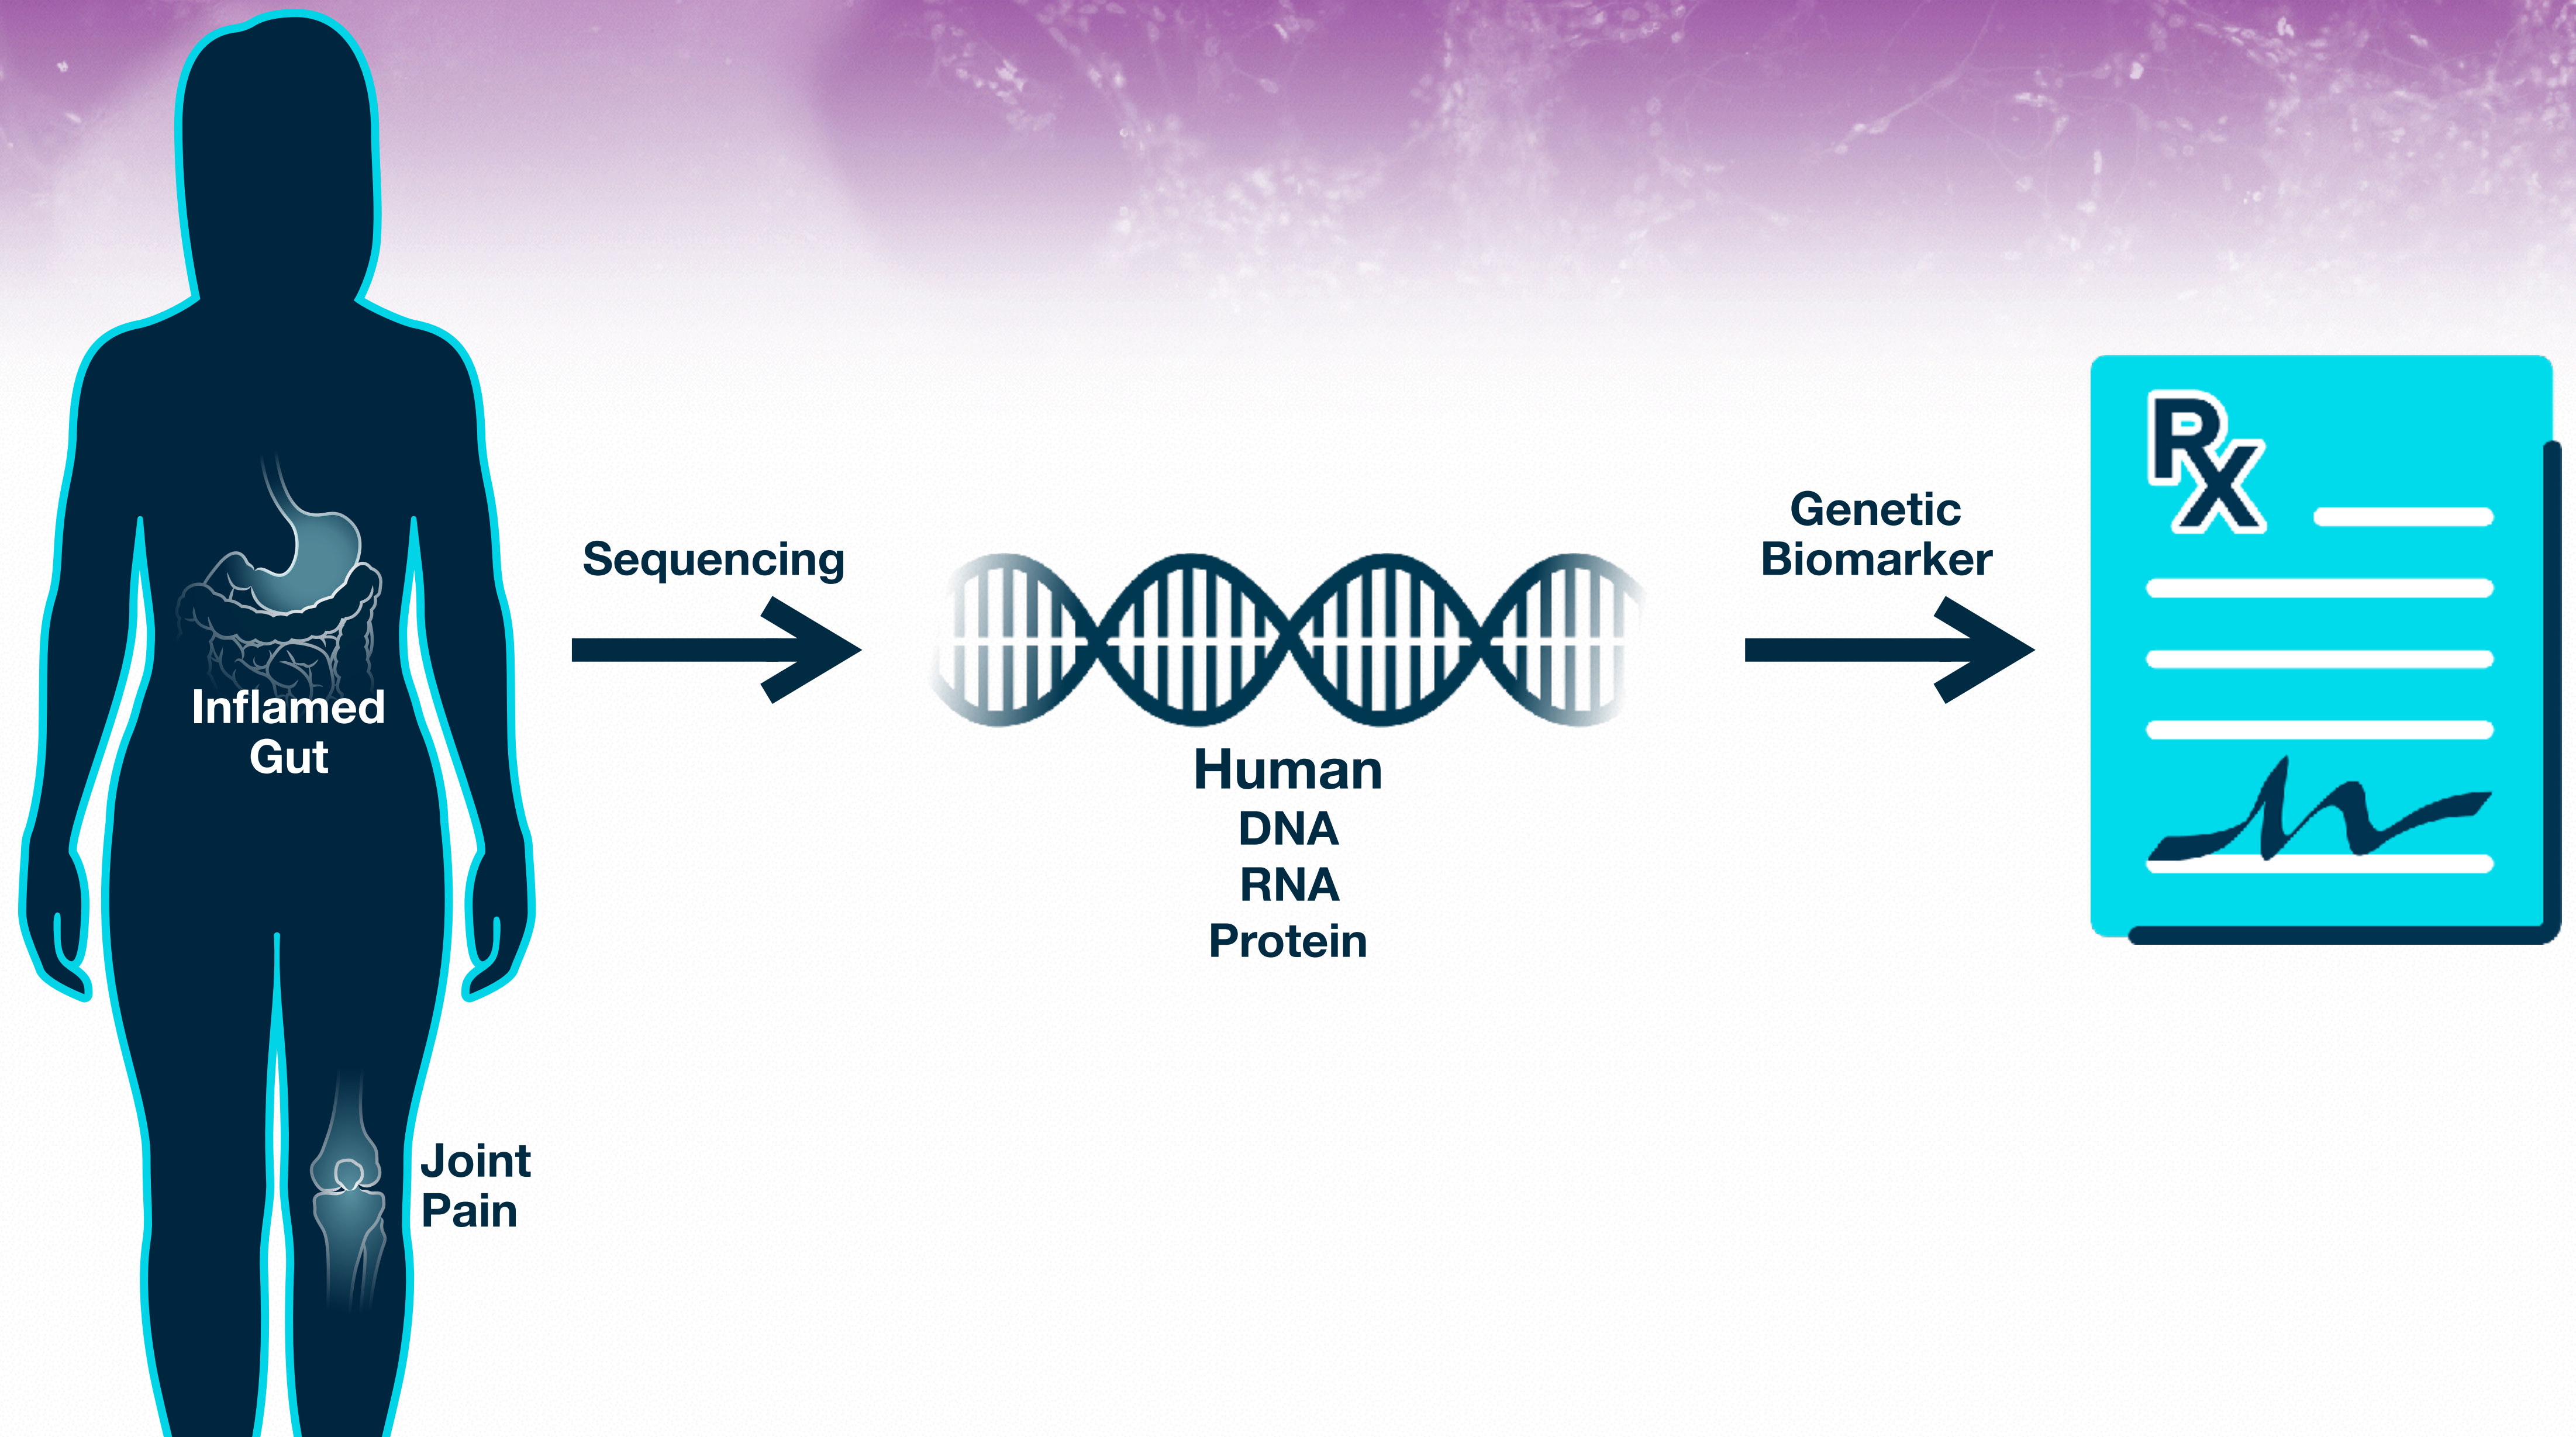 Inflamed
Gut
Joint
Pain
Sequencing
Human
DNA
RNA
Protein
Genetic
Biomarker
Rx